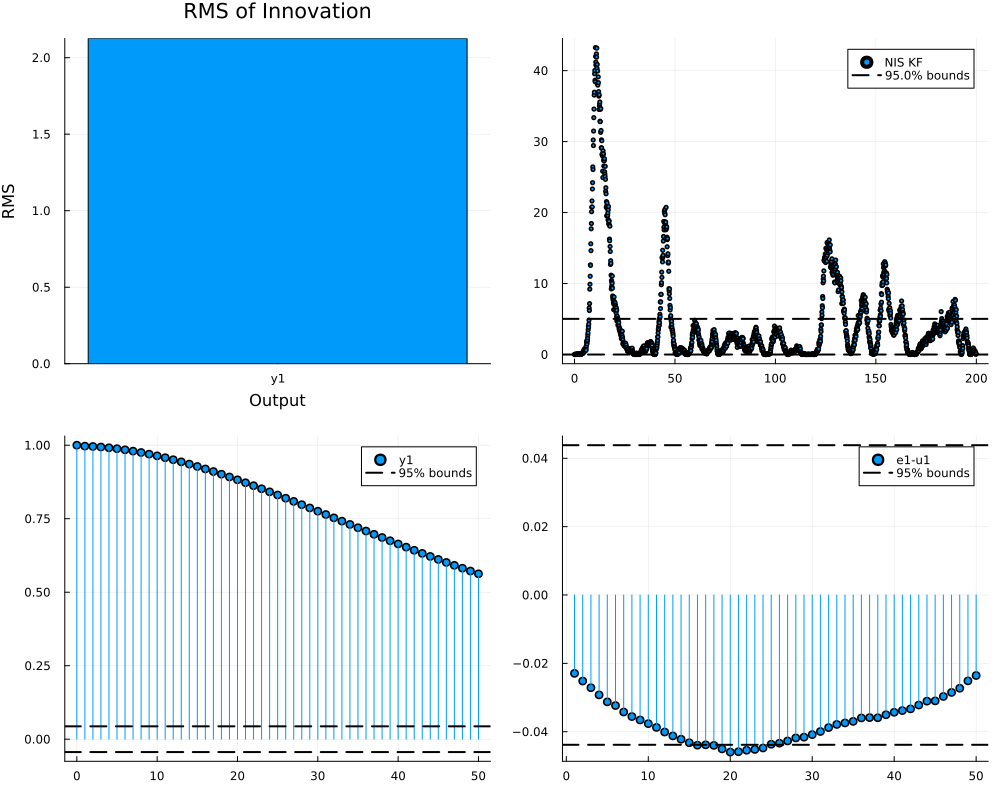 RMS of Innovation
RMS
2.0
1.5
1.0
0.5
0.0
y1
Output
NIS KF
95.0% bounds
40
30
20
10
0
0 50 100 150 200
y1
95% bounds
1.00
0.75
0.50
0.25
0.00
0 10 20 30 40 50
e1-u1
95% bounds
0.04
0.02
0.00
−0.02
−0.04
0 10 20 30 40 50